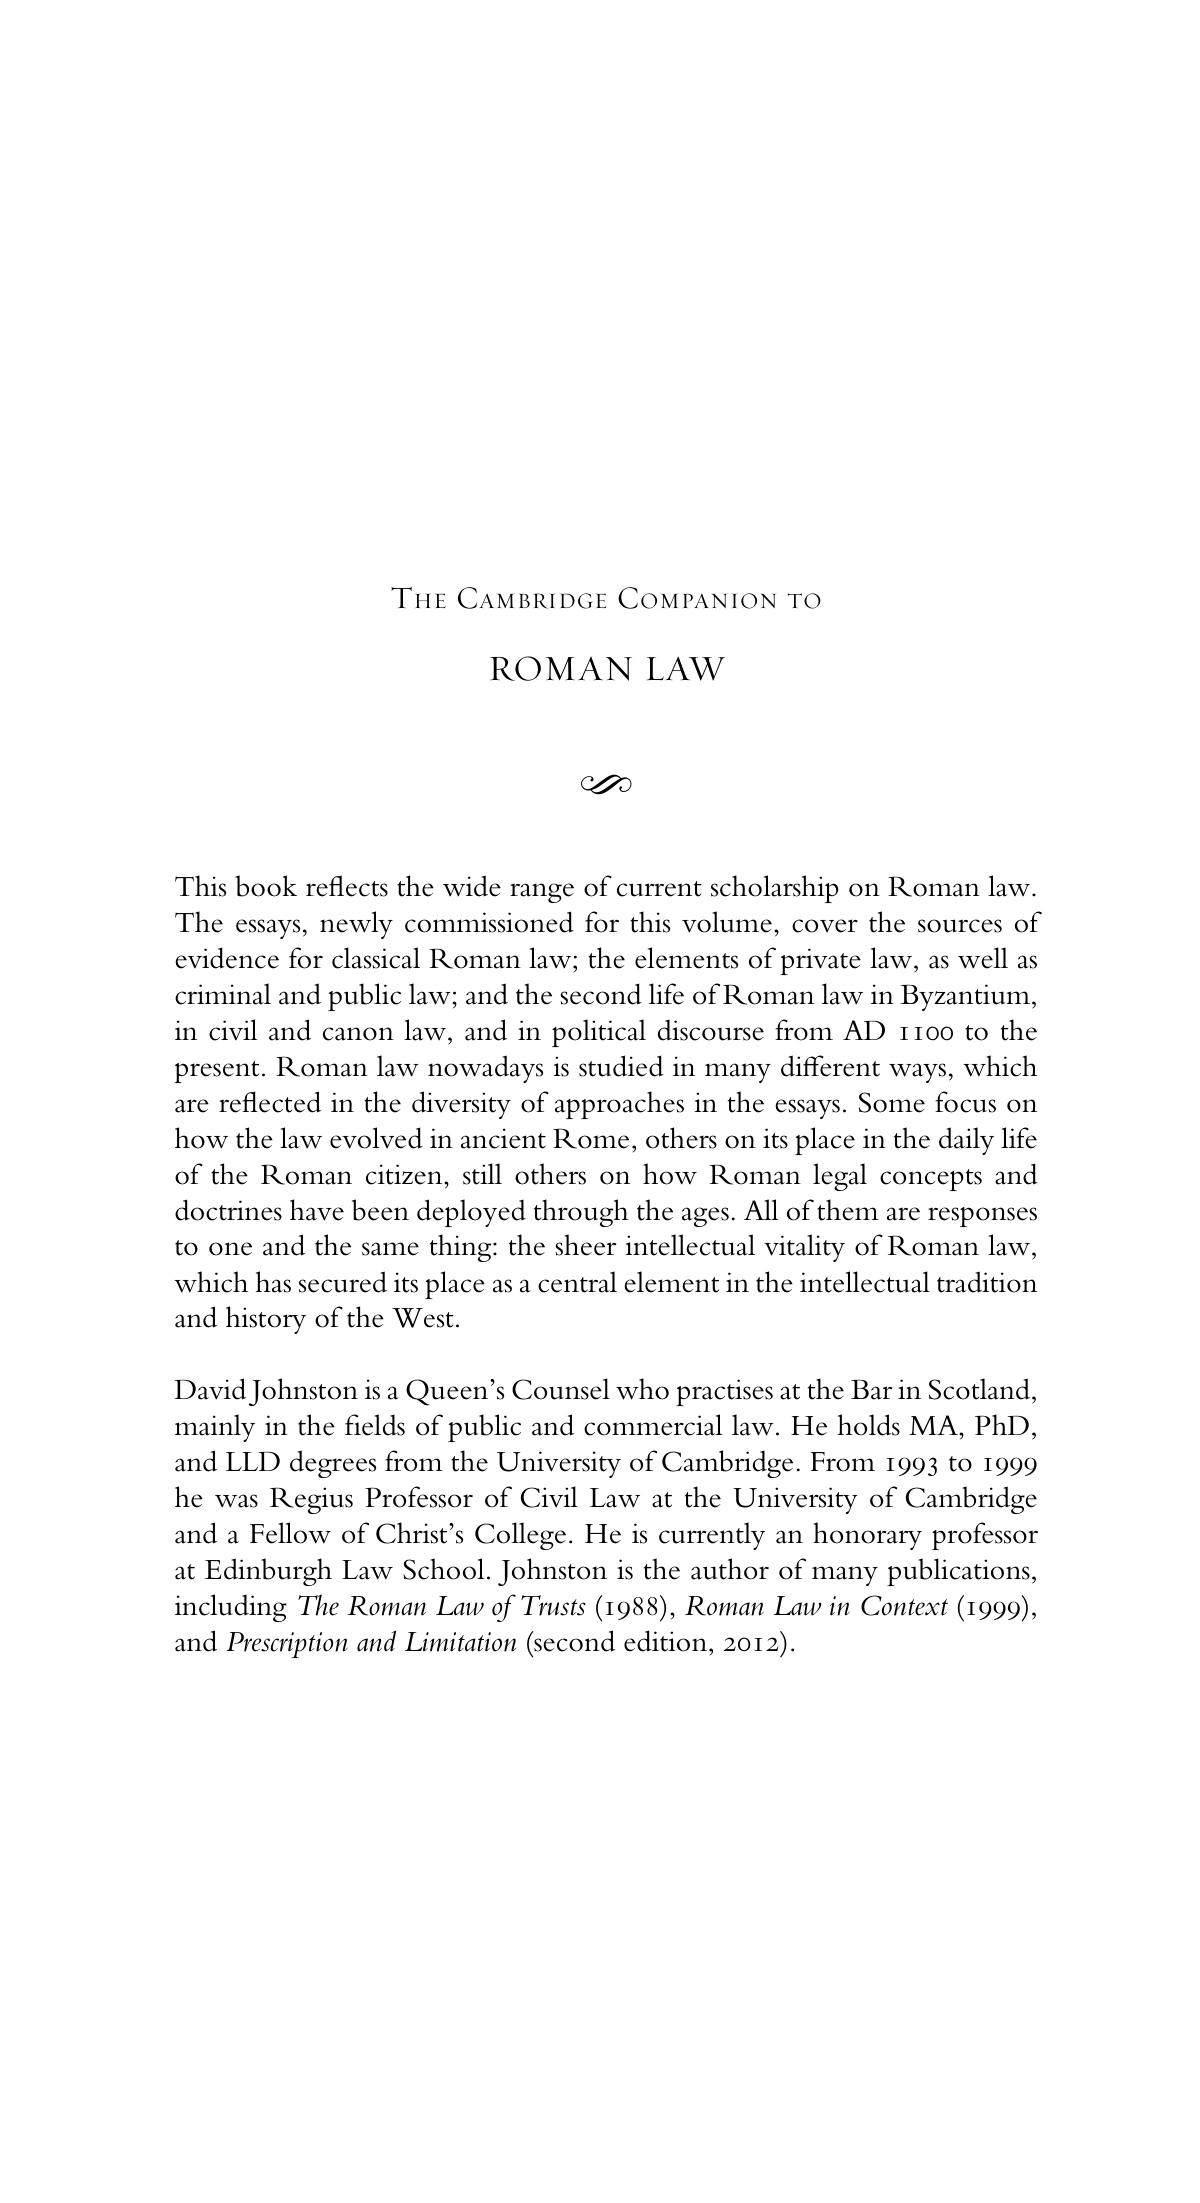 The Cambridge Companion to
ROMAN LAW
This book reflects the wide range of current scholarship on Roman law.
The essays, newly commissioned for this volume, cover the sources of
evidence for classical Roman law; the elements of private law, as well as
criminal and public law; and the second life of Roman law in Byzantium,
in civil and canon law, and in political discourse from AD 1100 to the
present. Roman law nowadays is studied in many different ways, which
are reflected in the diversity of approaches in the essays. Some focus on
how the law evolved in ancient Rome, others on its place in the daily life
of the Roman citizen, still others on how Roman legal concepts and
doctrines have been deployed through the ages. All of them are responses
to one and the same thing: the sheer intellectual vitality of Roman law,
which has secured its place as a central element in the intellectual tradition
and history of the West.
David Johnston is a Queen’s Counsel who practises at the Bar in Scotland,
mainly in the fields of public and commercial law. He holds MA, PhD,
and LLD degrees from the University of Cambridge. From 1993 to 1999
he was Regius Professor of Civil Law at the University of Cambridge
and a Fellow of Christ’s College. He is currently an honorary professor
at Edinburgh Law School. Johnston is the author of many publications,
including The Roman Law of Trusts (1988), Roman Law in Context (1999),
and Prescription and Limitation (second edition, 2012).